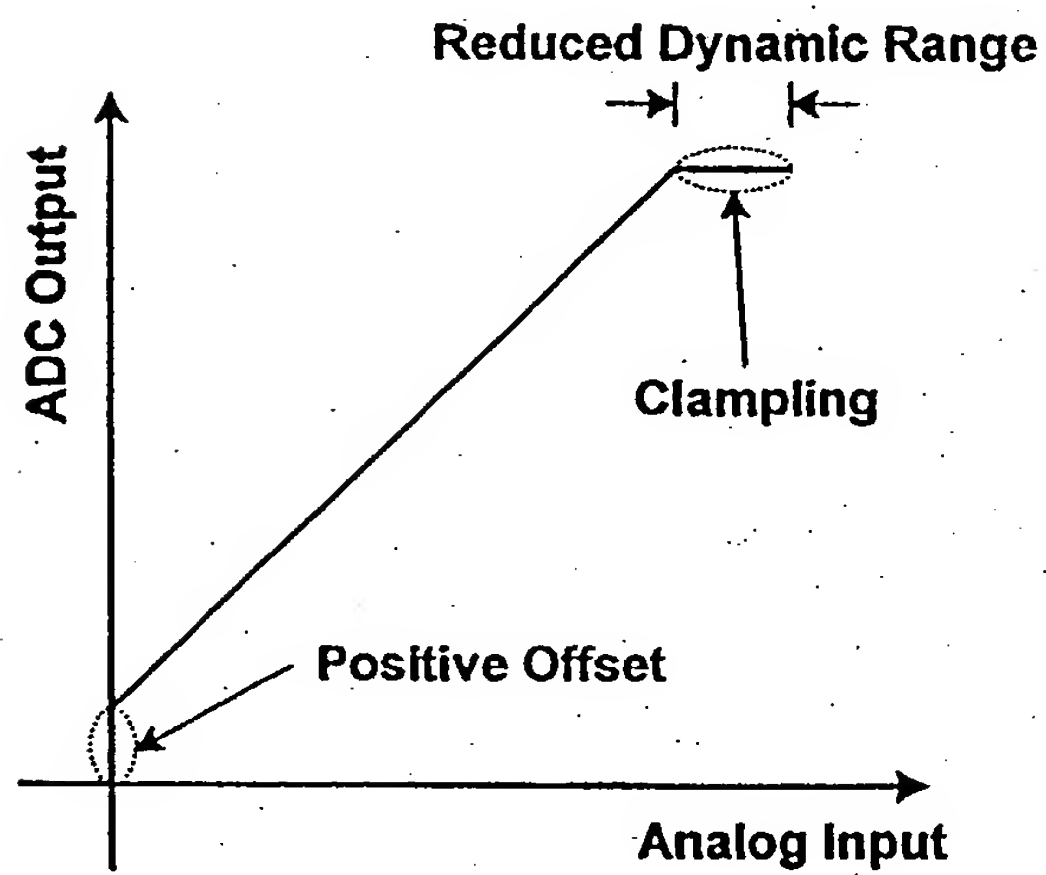 Reduced Dynamic Range
ADC Output
Clampling
Positive Offset
Analog Input